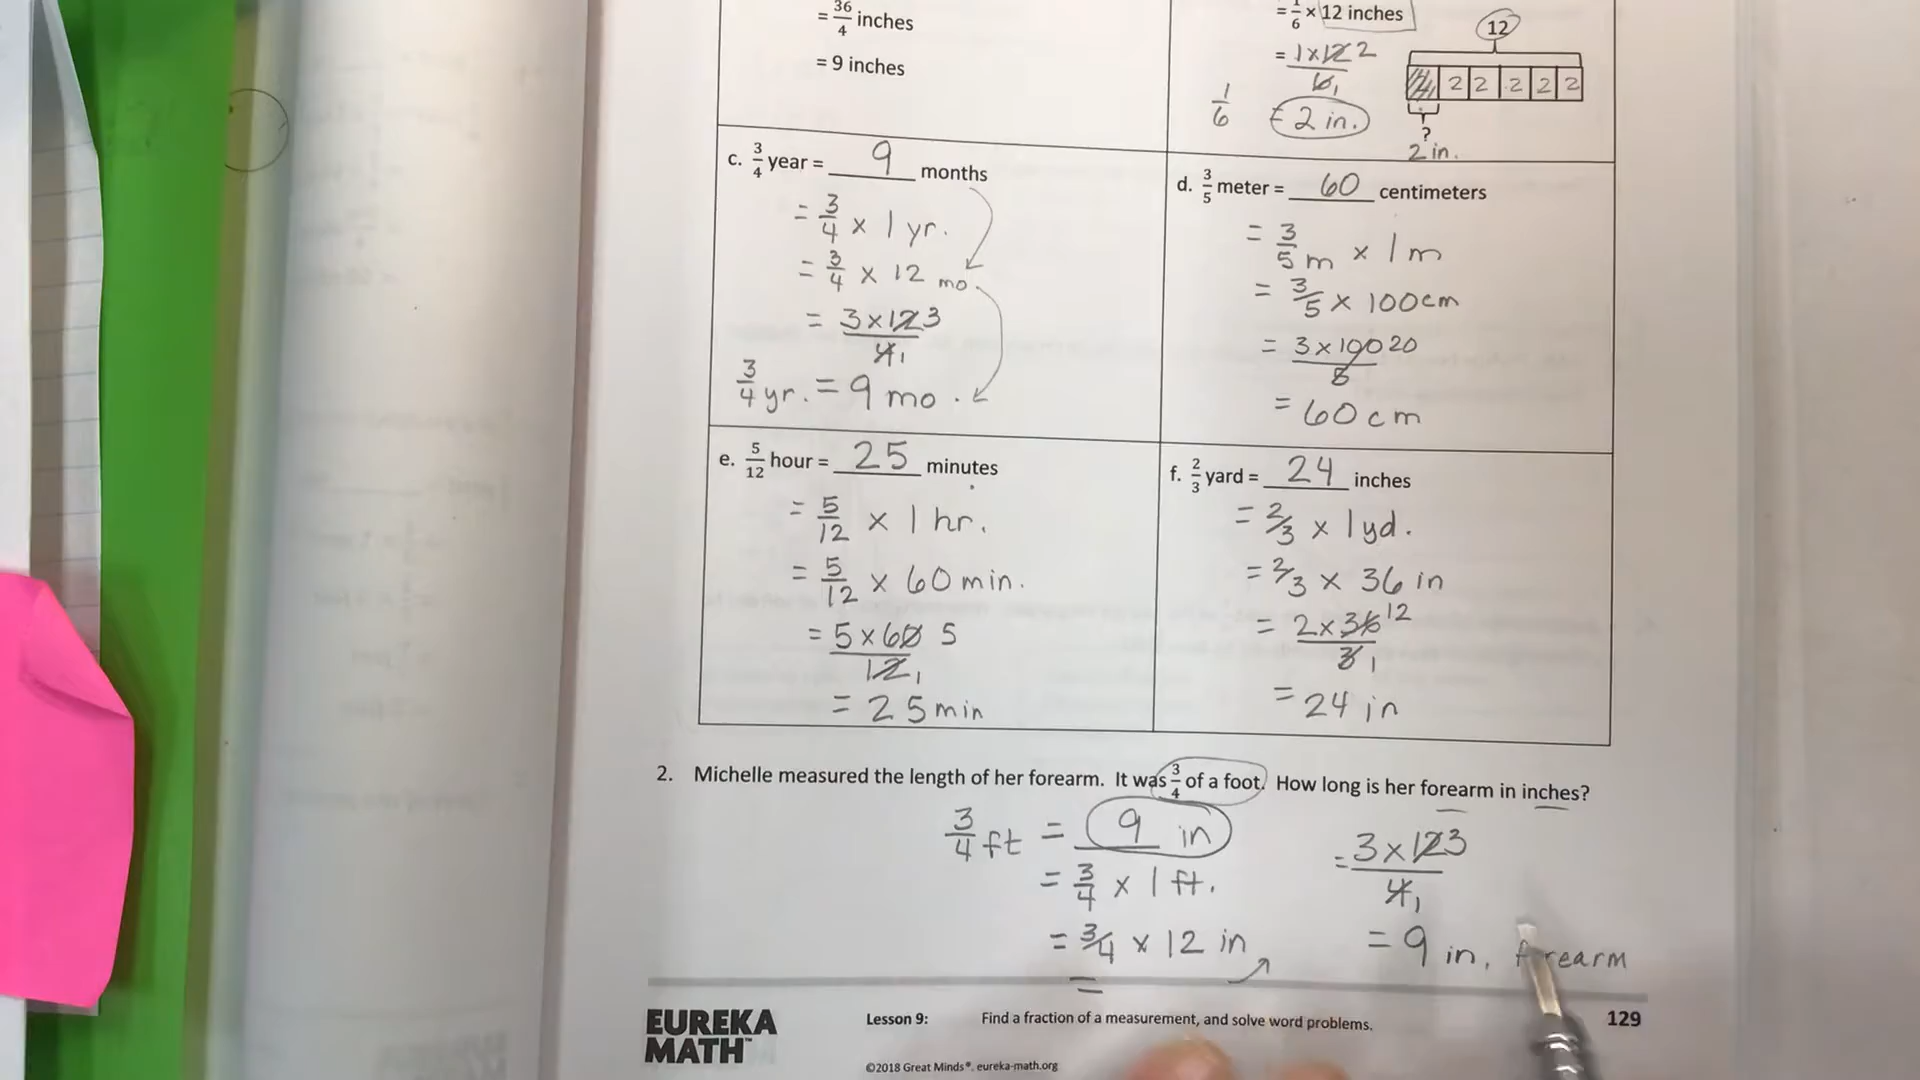 = 36/4 inches
= 9 inches
= 1/6 × 12 inches
= 1 × 12 2
6 1
1/6 = 2 in.
12
2 2 2 2 2
?
2 in.
c. 3/4 year = 9 months
= 3/4 × 1 yr.
= 3/4 × 12 mo.
= 3 × 12 3
4 1
3/4 yr. = 9 mo.
d. 3/5 meter = 60 centimeters
= 3/5 m × 1 m
= 3/5 × 100cm
= 3 × 100 20
5
= 60 cm
e. 5/12 hour = 25 minutes
= 5/12 × 1 hr.
= 5/12 × 60 min.
= 5 × 60 5
12 1
= 25 min
f. 2/3 yard = 24 inches
= 2/3 × 1 yd.
= 2/3 × 36 in
= 2 × 36 12
3 1
= 24 in
2. Michelle measured the length of her forearm. It was 3/4 of a foot. How long is her forearm in inches?
3/4 ft = 9 in
= 3/4 × 1 ft.
= 3/4 × 12 in
=
= 3 × 12 3
4 1
= 9 in. forearm
EUREKA
MATH™
Lesson 9: Find a fraction of a measurement, and solve word problems.
129
©2018 Great Minds®. eureka-math.org